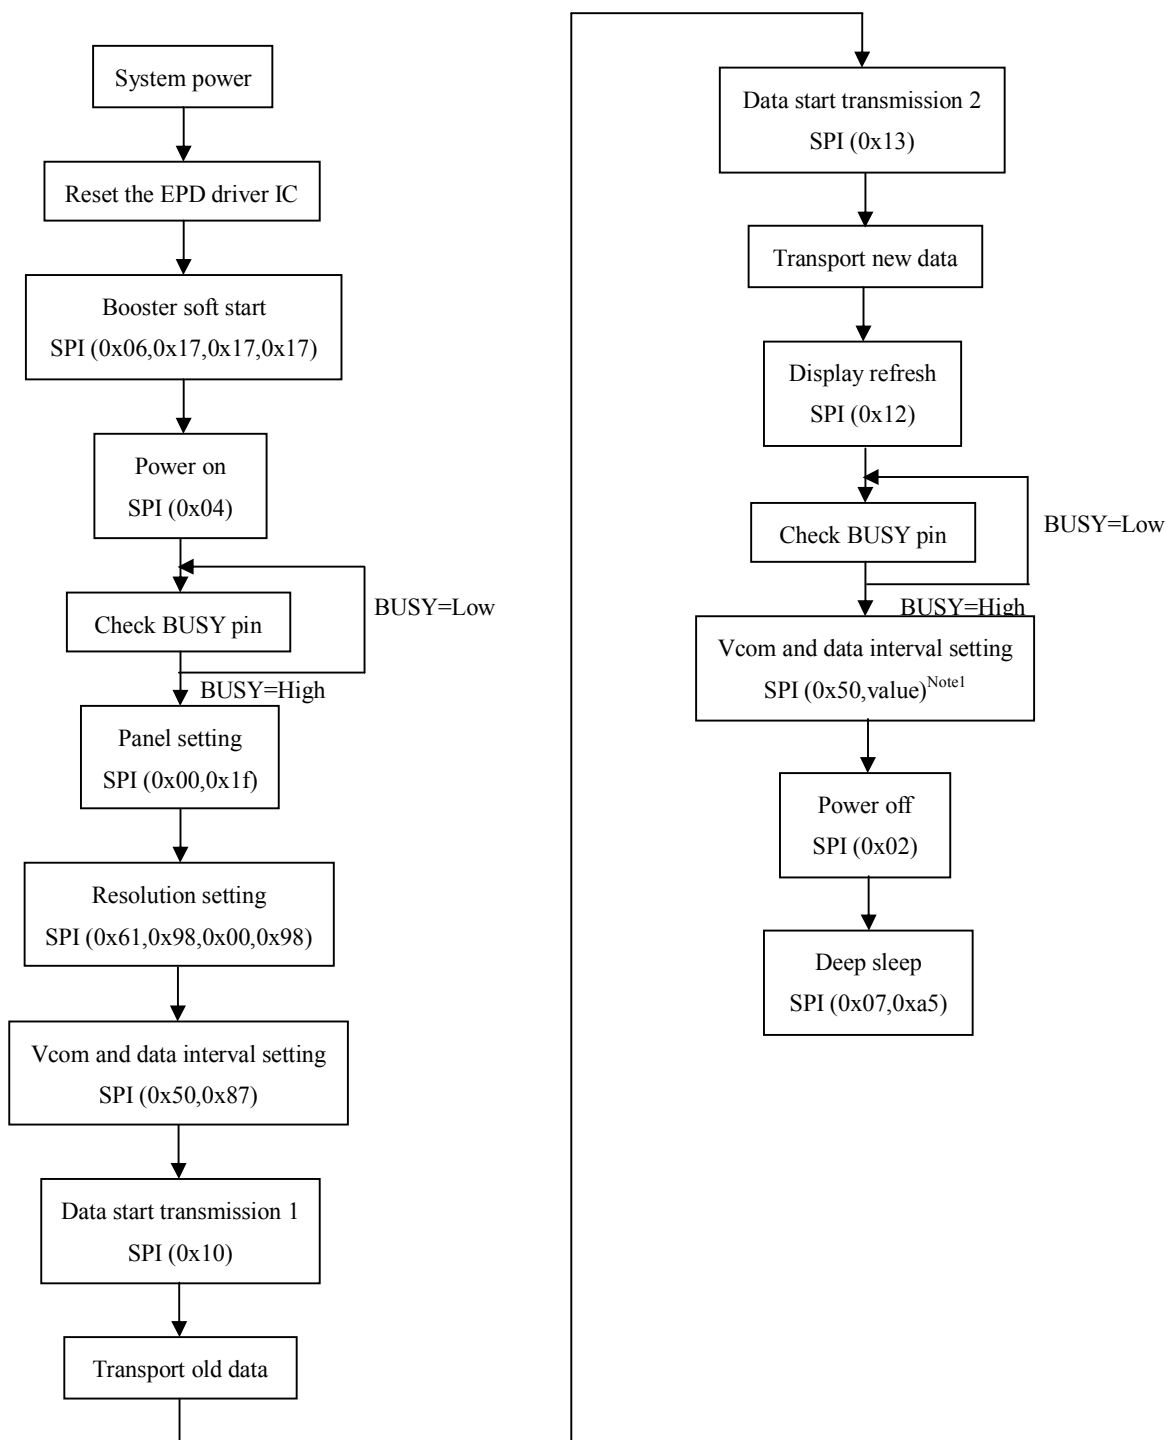 System power
Reset the EPD driver IC
Booster soft start
SPI (0x06,0x17,0x17,0x17)
Power on
SPI (0x04)
BUSY=Low
Check BUSY pin
BUSY=High
Panel setting
SPI (0x00,0x1f)
Resolution setting
SPI (0x61,0x98,0x00,0x98)
Vcom and data interval setting
SPI (0x50,0x87)
Data start transmission 1
SPI (0x10)
Transport old data
Data start transmission 2
SPI (0x13)
Transport new data
Display refresh
SPI (0x12)
BUSY=Low
Check BUSY pin
BUSY=High
Vcom and data interval setting
SPI (0x50,value)Note1
Power off
SPI (0x02)
Deep sleep
SPI (0x07,0xa5)